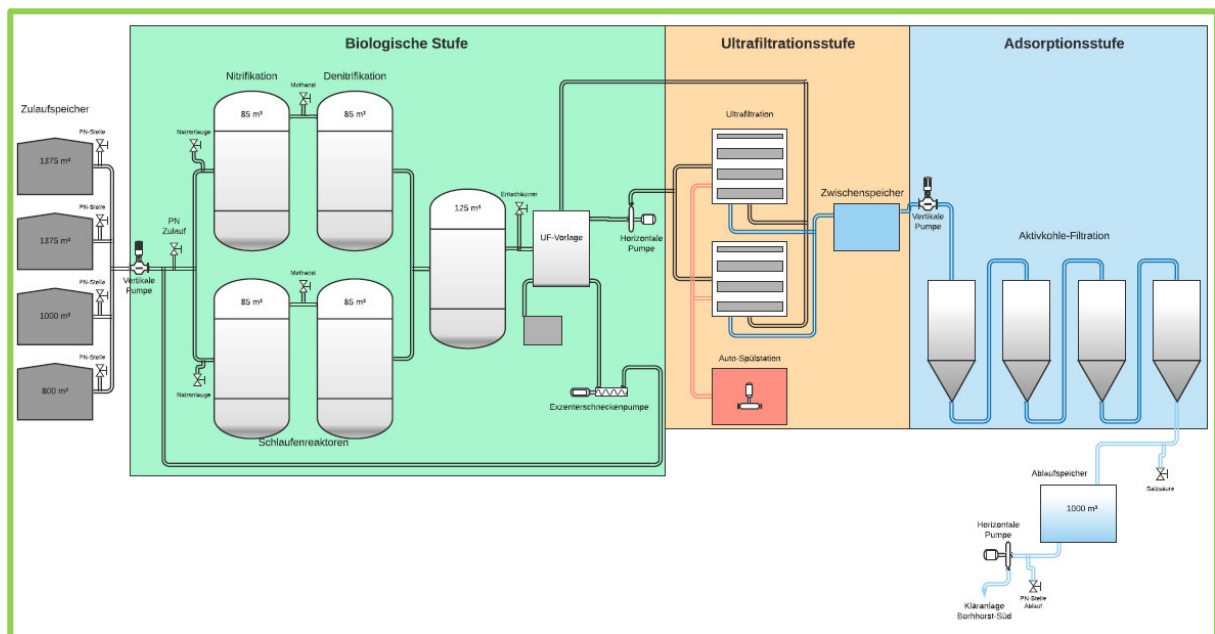 Biologische Stufe
Ultrafiltrationsstufe
Adsorptionsstufe
Zulaufspeicher
PN-Stelle
1375 m³
PN-Stelle
1375 m³
PN-Stelle
1000 m³
PN-Stelle
800 m³
Vertikale
Pumpe
PN
Zulauf
Nitrifikation
Denitrifikation
Methanol
85 m³
85 m³
Natronlauge
Methanol
85 m³
85 m³
Natronlauge
Schlaufenreaktoren
125 m³
Entschäumer
UF-Vorlage
Exzenterschneckenpumpe
Horizontale
Pumpe
Ultrafiltration
Auto-Spülstation
Zwischenspeicher
Vertikale
Pumpe
Aktivkohle-Filtration
Salzsäure
Ablaufspeicher
1000 m³
Horizontale
Pumpe
PN-Stelle
Ablauf
Kläranlage